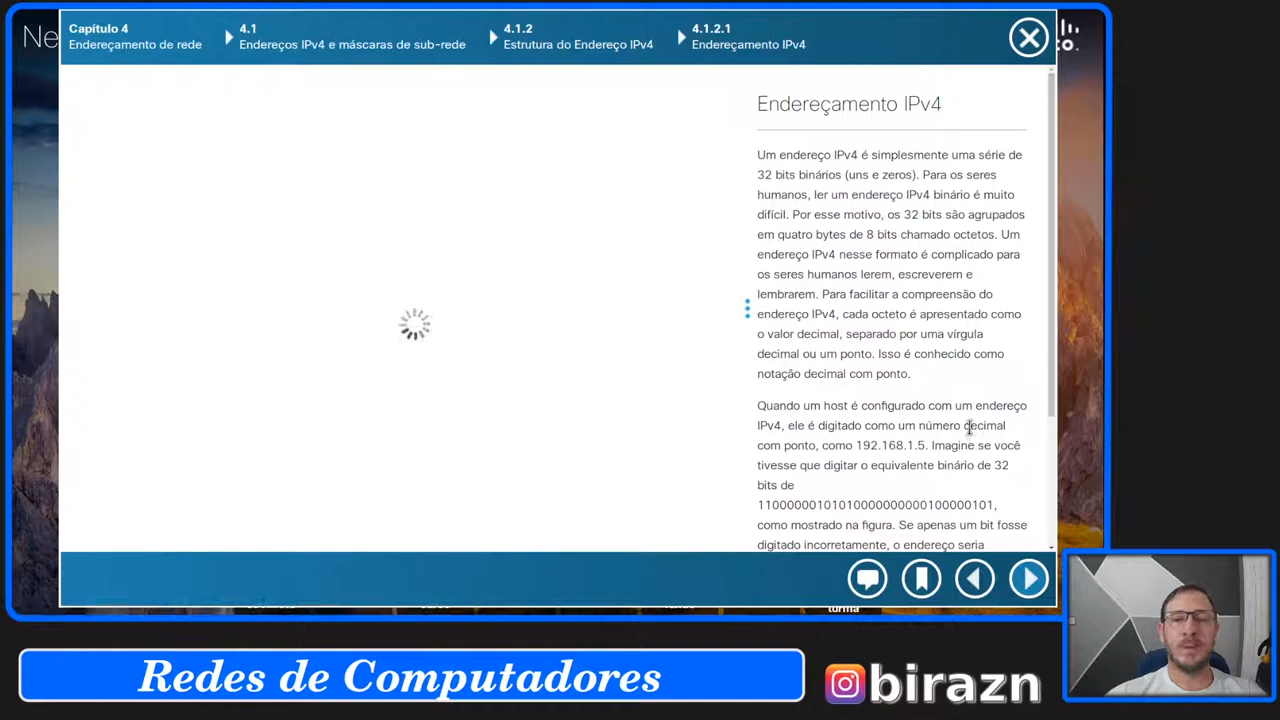 Ne
Capítulo 4
Endereçamento de rede
4.1
Endereços IPv4 e máscaras de sub-rede
4.1.2
Estrutura do Endereço IPv4
4.1.2.1
Endereçamento IPv4
Endereçamento IPv4
Um endereço IPv4 é simplesmente uma série de
32 bits binários (uns e zeros). Para os seres
humanos, ler um endereço IPv4 binário é muito
difícil. Por esse motivo, os 32 bits são agrupados
em quatro bytes de 8 bits chamado octetos. Um
endereço IPv4 nesse formato é complicado para
os seres humanos lerem, escreverem e
lembrarem. Para facilitar a compreensão do
endereço IPv4, cada octeto é apresentado como
o valor decimal, separado por uma vírgula
decimal ou um ponto. Isso é conhecido como
notação decimal com ponto.
Quando um host é configurado com um endereço
IPv4, ele é digitado como um número decimal
com ponto, como 192.168.1.5. Imagine se você
tivesse que digitar o equivalente binário de 32
bits de
11000000101010000000000100000101,
como mostrado na figura. Se apenas um bit fosse
digitado incorretamente, o endereço seria
turma
Redes de Computadores
birazn